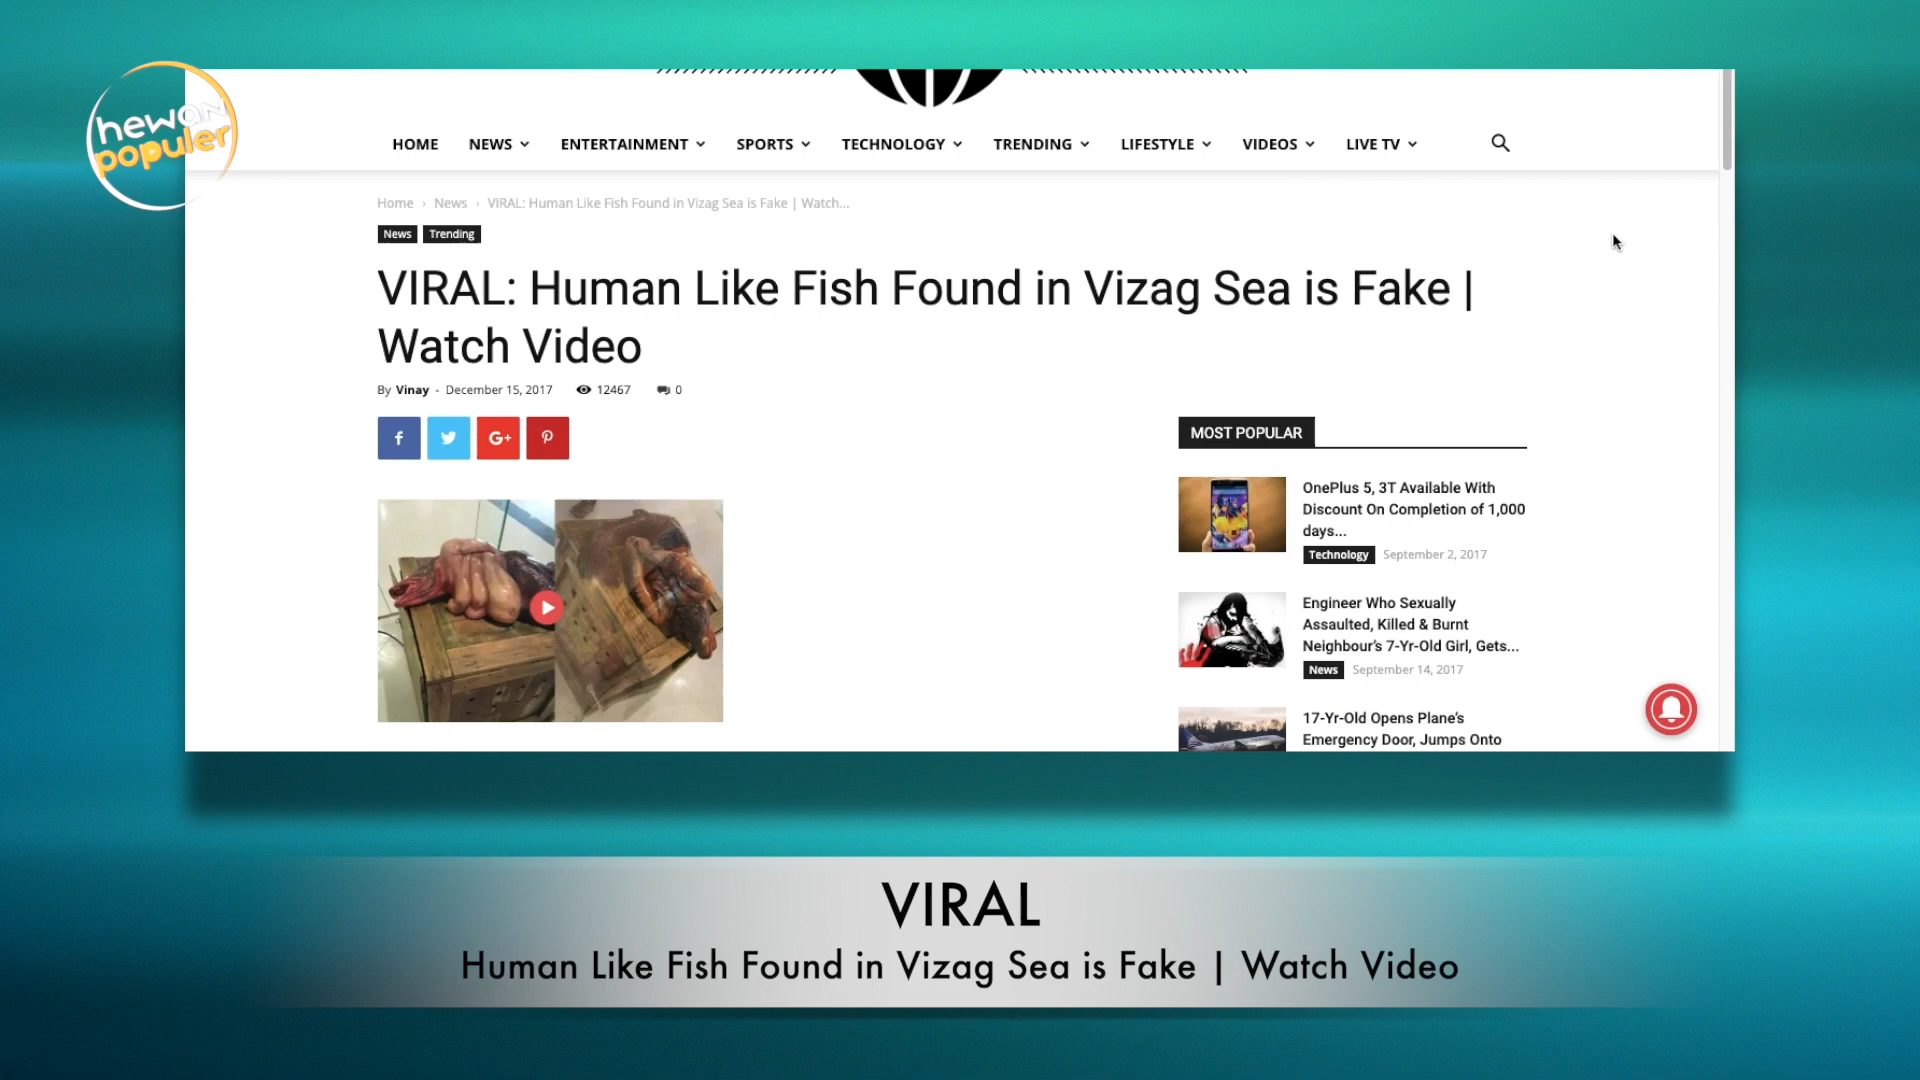 hewan
populer
HOME NEWS ENTERTAINMENT SPORTS TECHNOLOGY TRENDING LIFESTYLE VIDEOS LIVE TV
Home › News › VIRAL: Human Like Fish Found in Vizag Sea is Fake | Watch...
News Trending
VIRAL: Human Like Fish Found in Vizag Sea is Fake |
Watch Video
By Vinay - December 15, 2017 12467 0
f G+
MOST POPULAR
OnePlus 5, 3T Available With
Discount On Completion of 1,000
days...
Technology September 2, 2017
Engineer Who Sexually
Assaulted, Killed & Burnt
Neighbour's 7-Yr-Old Girl, Gets...
News September 14, 2017
17-Yr-Old Opens Plane's
Emergency Door, Jumps Onto
VIRAL
Human Like Fish Found in Vizag Sea is Fake | Watch Video